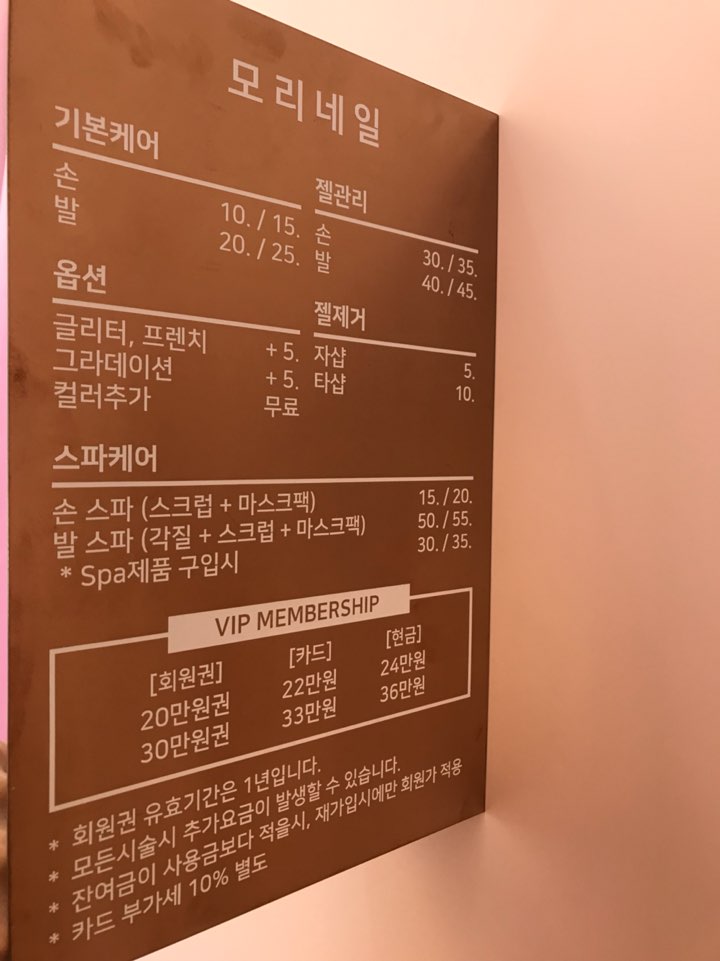 모리네일
기본케어
손 10. / 15.
발 20. / 25.
젤관리
손 30. / 35.
발 40. / 45.
옵션
글리터, 프렌치 + 5.
그라데이션 + 5.
컬러추가 무료
젤제거
자샵 5.
타샵 10.
스파케어
손 스파 (스크럽 + 마스크팩) 15. / 20.
발 스파 (각질 + 스크럽 + 마스크팩) 50. / 55.
* Spa제품 구입시 30. / 35.
VIP MEMBERSHIP
[회원권] [카드] [현금]
20만원권 22만원 24만원
30만원권 33만원 36만원
* 회원권 유효기간은 1년입니다.
* 모든시술시 추가요금이 발생할 수 있습니다.
* 잔여금이 사용금보다 적을시, 재가입시에만 회원가 적용
* 카드 부가세 10% 별도